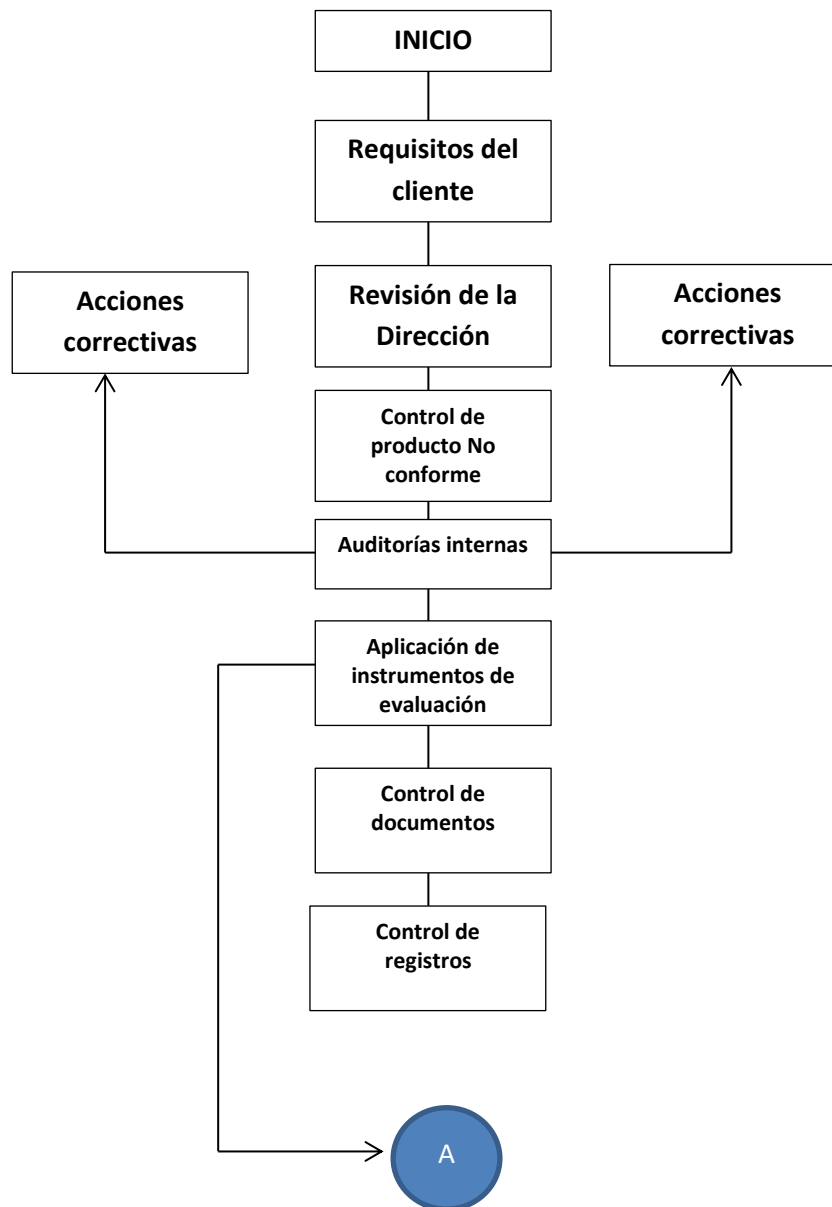 INICIO
Requisitos del
cliente
Acciones
correctivas
Revisión de la
Dirección
Acciones
correctivas
Control de
producto No
conforme
Auditorías internas
Aplicación de
instrumentos de
evaluación
Control de
documentos
Control de
registros
A